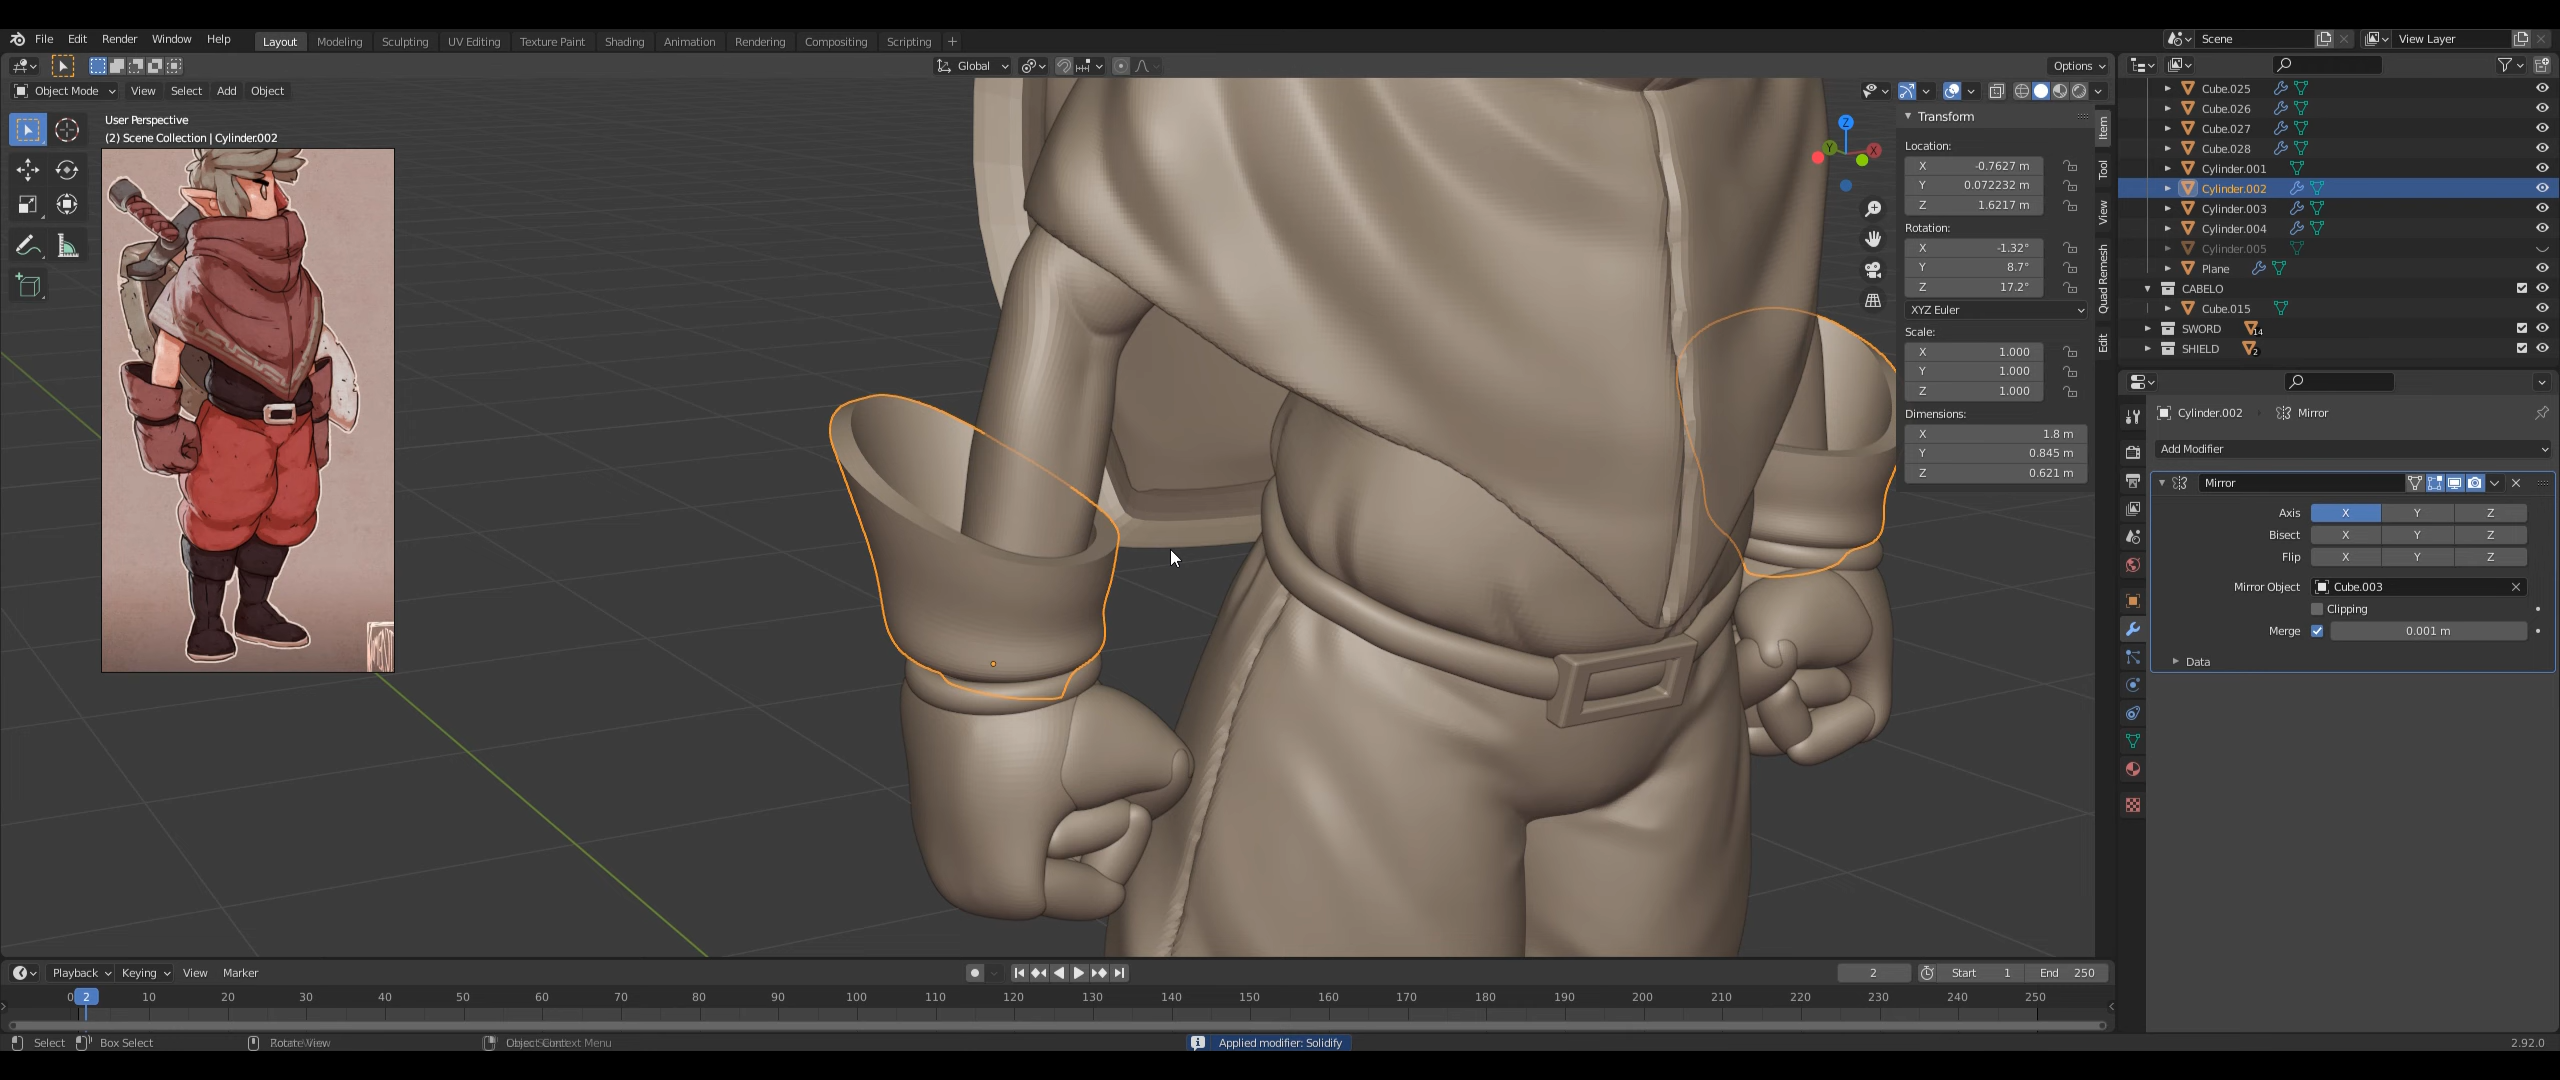 File Edit Render Window Help Layout Modeling Sculpting UV Editing Texture Paint Shading Animation Rendering Compositing Scripting + Scene View Layer
Global Options
Object Mode View Select Add Object
User Perspective
(2) Scene Collection | Cylinder.002
Z
Y
X
Transform
Location:
X -0.7627 m
Y 0.072232 m
Z 1.6217 m
Rotation:
X -1.32°
Y 8.7°
Z 17.2°
XYZ Euler
Scale:
X 1.000
Y 1.000
Z 1.000
Dimensions:
X 1.8 m
Y 0.845 m
Z 0.621 m
Item
Tool
View
Quad Remesh
Edit
Cube.025
Cube.026
Cube.027
Cube.028
Cylinder.001
Cylinder.002
Cylinder.003
Cylinder.004
Cylinder.005
Plane
CABELO
Cube.015
SWORD 14
SHIELD 2
Cylinder.002 Mirror
Add Modifier
Mirror
Axis X Y Z
Bisect X Y Z
Flip X Y Z
Mirror Object Cube.003
Clipping
Merge 0.001 m
Data
Playback Keying View Marker 2 Start 1 End 250
0 2 10 20 30 40 50 60 70 80 90 100 110 120 130 140 150 160 170 180 190 200 210 220 230 240 250
Select Box Select Rotate View Object Context Menu Applied modifier: Solidify 2.92.0